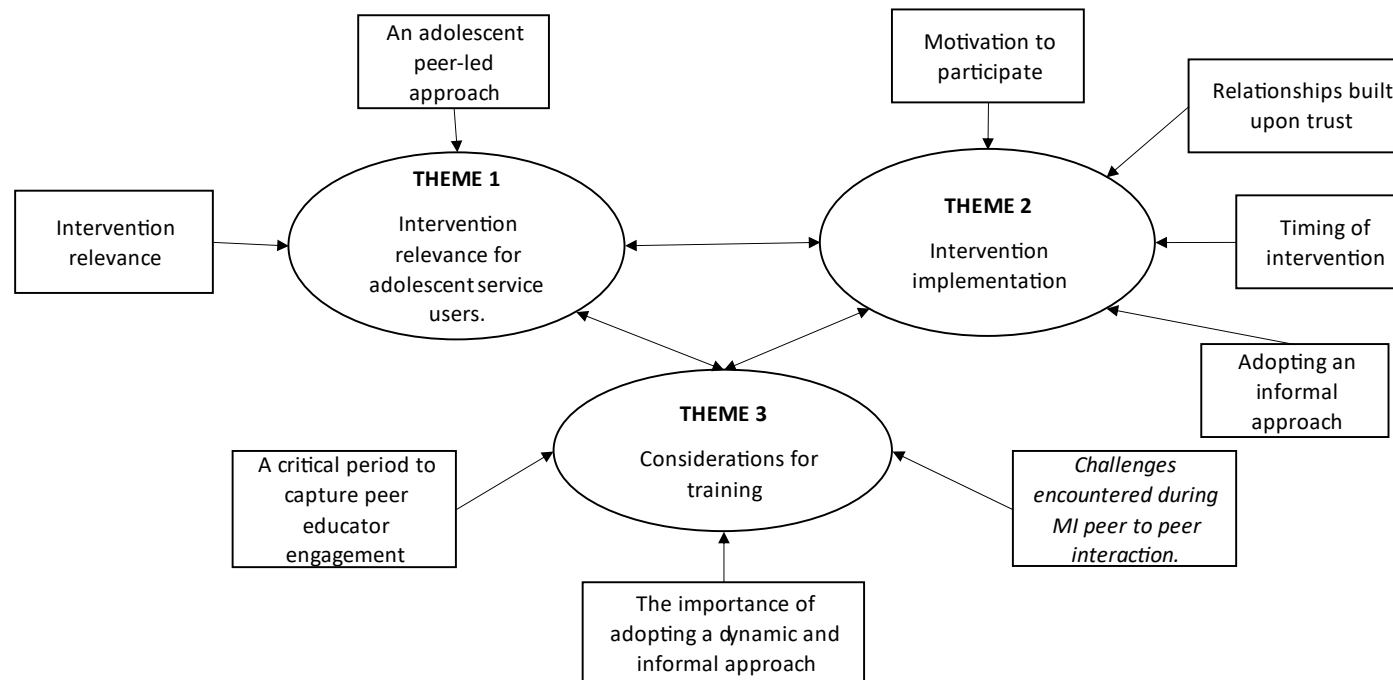 An adolescent
peer-led
approach
Motivation to
participate
Relationships built
upon trust
THEME 1
Intervention
relevance for
adolescent service
users.
Intervention
relevance
THEME 2
Intervention
implementation
Timing of
intervention
Adopting an
informal
approach
THEME 3
Considerations for
training
A critical period to
capture peer
educator
engagement
Challenges
encountered during
MI peer to peer
interaction.
The importance of
adopting a dynamic and
informal approach